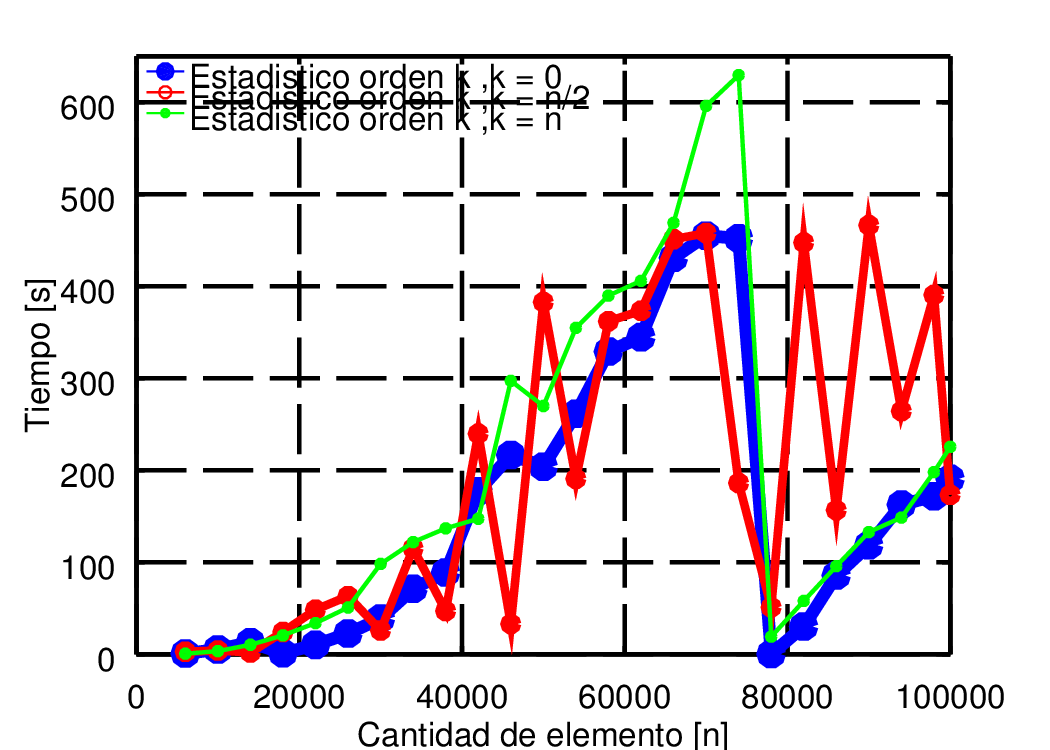 Estadistico orden k ,k = 0
Estadistico orden k ,k = n/2
Estadistico orden k ,k = n
600
500
400
300
200
100
0
Tiempo [s]
0 20000 40000 60000 80000 100000
Cantidad de elemento [n]